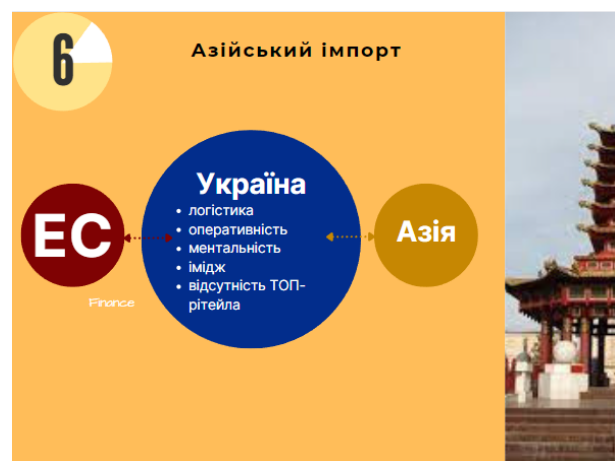 6
Азійський імпорт
Україна
• логістика
• оперативність
• ментальність
• імідж
• відсутність ТОП-
рітейла
ЕС
Азія
Finance